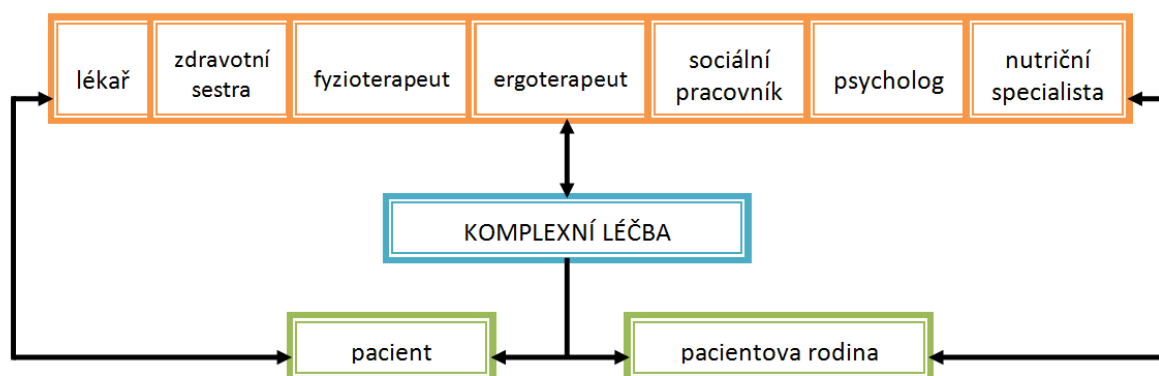 lékař
zdravotní
sestra
fyzioterapeut
ergoterapeut
sociální
pracovník
psycholog
nutriční
specialista
KOMPLEXNÍ LÉČBA
pacient
pacientova rodina